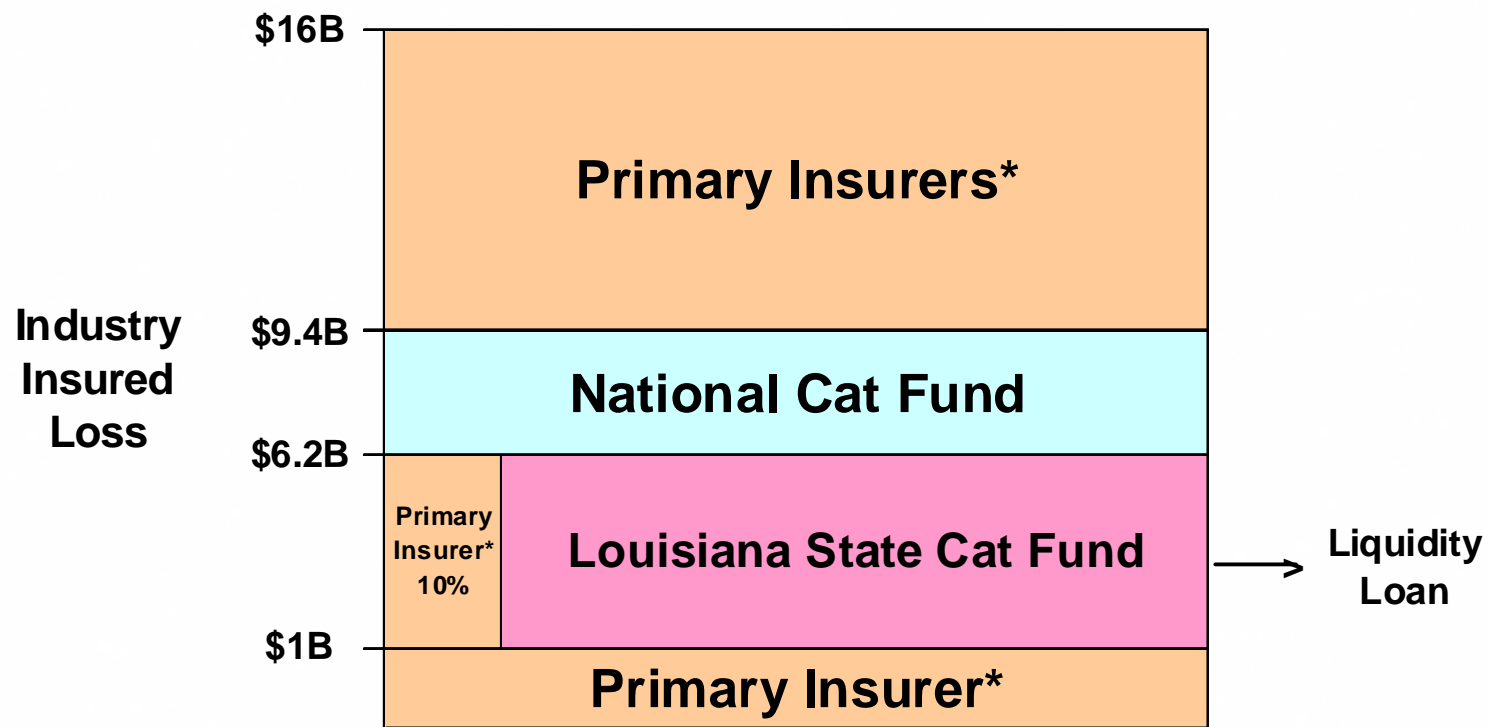 $16B
Primary Insurers*
Industry
Insured
Loss
$9.4B
National Cat Fund
$6.2B
Primary
Insurer*
10%
Louisiana State Cat Fund
Liquidity
Loan
$1B
Primary Insurer*